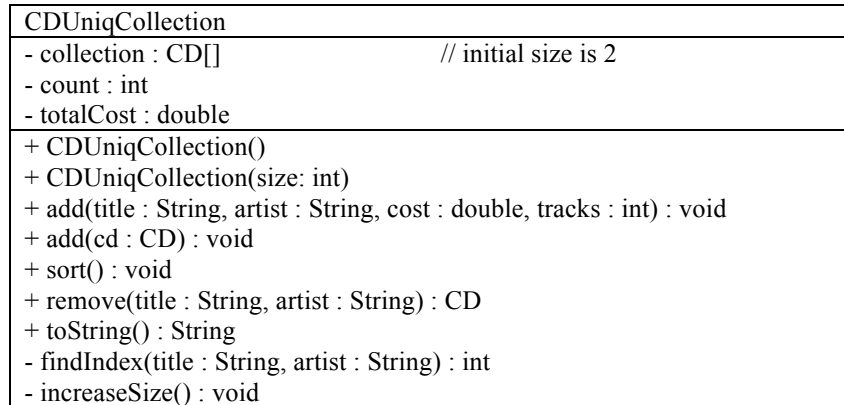 CDUniqCollection
- collection : CD[] // initial size is 2
- count : int
- totalCost : double
+ CDUniqCollection()
+ CDUniqCollection(size: int)
+ add(title : String, artist : String, cost : double, tracks : int) : void
+ add(cd : CD) : void
+ sort() : void
+ remove(title : String, artist : String) : CD
+ toString() : String
- findIndex(title : String, artist : String) : int
- increaseSize() : void